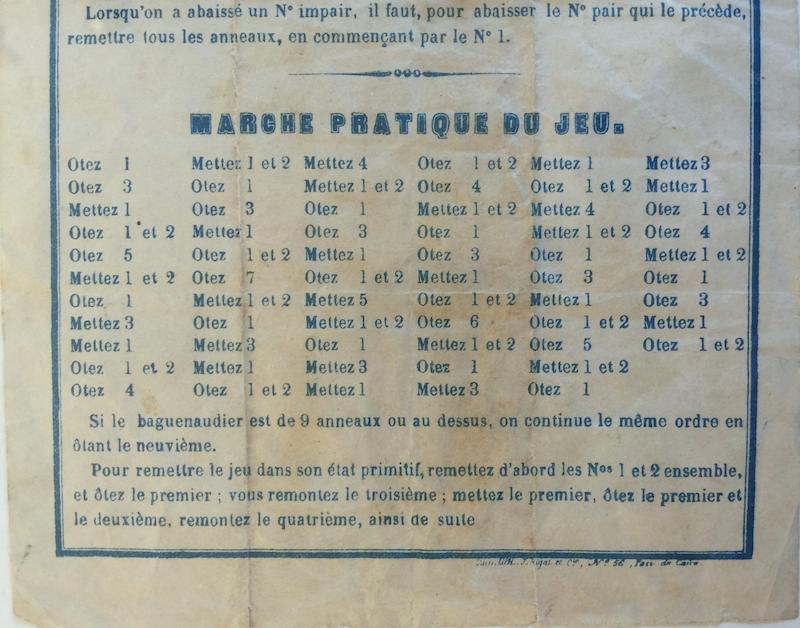 Lorsqu'on a abaissé un N° impair, il faut, pour abaisser le N° pair qui le précède,
remettre tous les anneaux, en commençant par le N° 1.
MARCHE PRATIQUE DU JEU.
Otez 1 Mettez 1 et 2 Mettez 4 Otez 1 et 2 Mettez 1 Mettez 3
Otez 3 Otez 1 Mettez 1 et 2 Otez 4 Otez 1 et 2 Mettez 1
Mettez 1 Otez 3 Otez 1 Mettez 1 et 2 Mettez 4 Otez 1 et 2
Otez 1 et 2 Mettez 1 Otez 3 Otez 1 Mettez 1 et 2 Otez 4
Otez 5 Otez 1 et 2 Mettez 1 Otez 3 Otez 1 Mettez 1 et 2
Mettez 1 et 2 Otez 7 Otez 1 et 2 Mettez 1 Otez 3 Otez 1
Otez 1 Mettez 1 et 2 Mettez 5 Otez 1 et 2 Mettez 1 Otez 3
Mettez 3 Otez 1 Mettez 1 et 2 Otez 6 Otez 1 et 2 Mettez 1
Mettez 1 Mettez 3 Otez 1 Mettez 1 et 2 Otez 5 Otez 1 et 2
Otez 1 et 2 Mettez 1 Mettez 3 Otez 1 Mettez 1 et 2
Otez 4 Otez 1 et 2 Mettez 1 Mettez 3 Otez 1
Si le baguenaudier est de 9 anneaux ou au dessus, on continue le même ordre en
ôtant le neuvième.
Pour remettre le jeu dans son état primitif, remettez d'abord les Nos 1 et 2 ensemble,
et ôtez le premier ; vous remontez le troisième ; mettez le premier, ôtez le premier et
le deuxième, remontez le quatrième, ainsi de suite
Rigal et Cie, N° 56, Pass. du Caire.